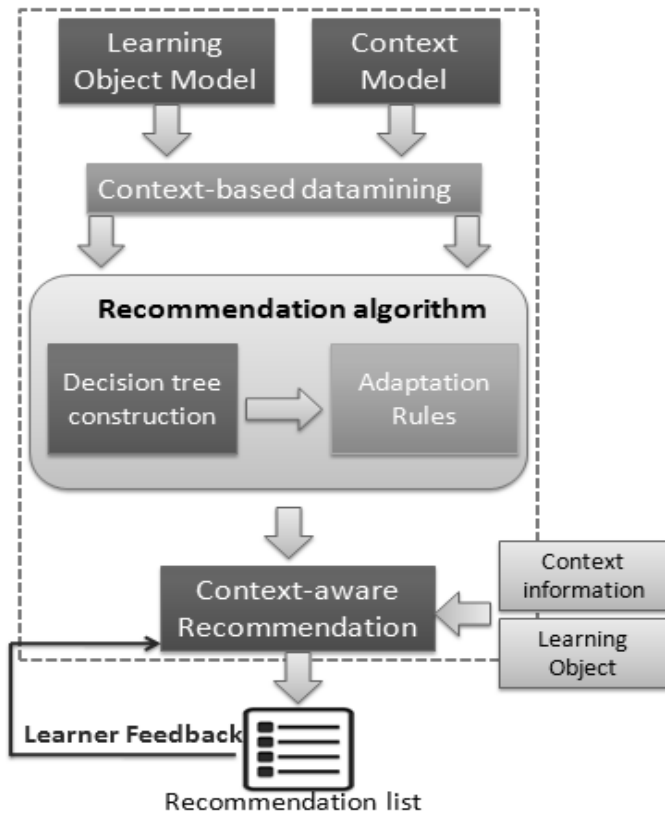 Learning
Object Model
Context
Model
Context-based datamining
Recommendation algorithm
Decision tree
construction
Adaptation
Rules
Context-aware
Recommendation
Context
information
Learning
Object
Learner Feedback
Recommendation list